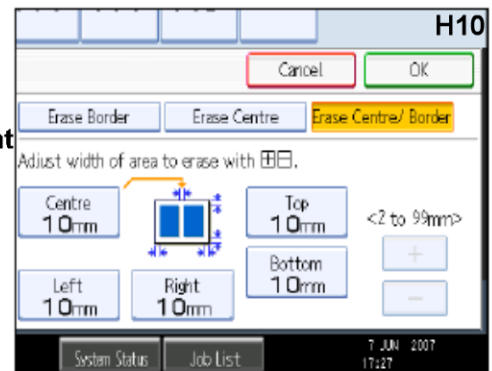 H10
Cancel OK
Erase Border Erase Centre Erase Centre/ Border
nt
Adjust width of area to erase with ⊞⊟.
Centre Top
10mm 10mm <2 to 99mm>
+
Bottom
Left Right 10mm
10mm 10mm −
System Status Job List 7 JUN 2007
17:27